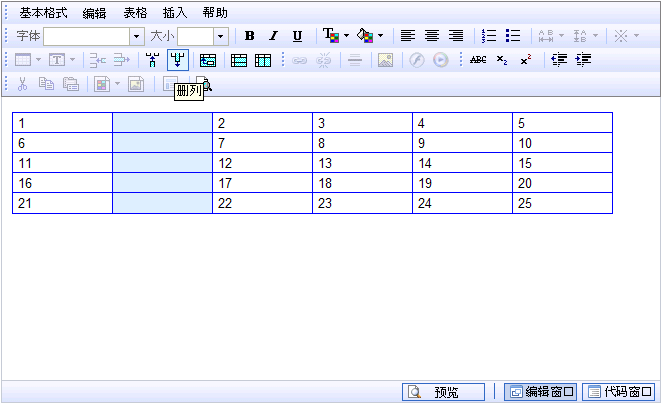 基本格式 编辑 表格 插入 帮助
字体 大小 B I U T
T ABC x₂ x²
删列
1 2 3 4 5
6 7 8 9 10
11 12 13 14 15
16 17 18 19 20
21 22 23 24 25
预览 编辑窗口 代码窗口